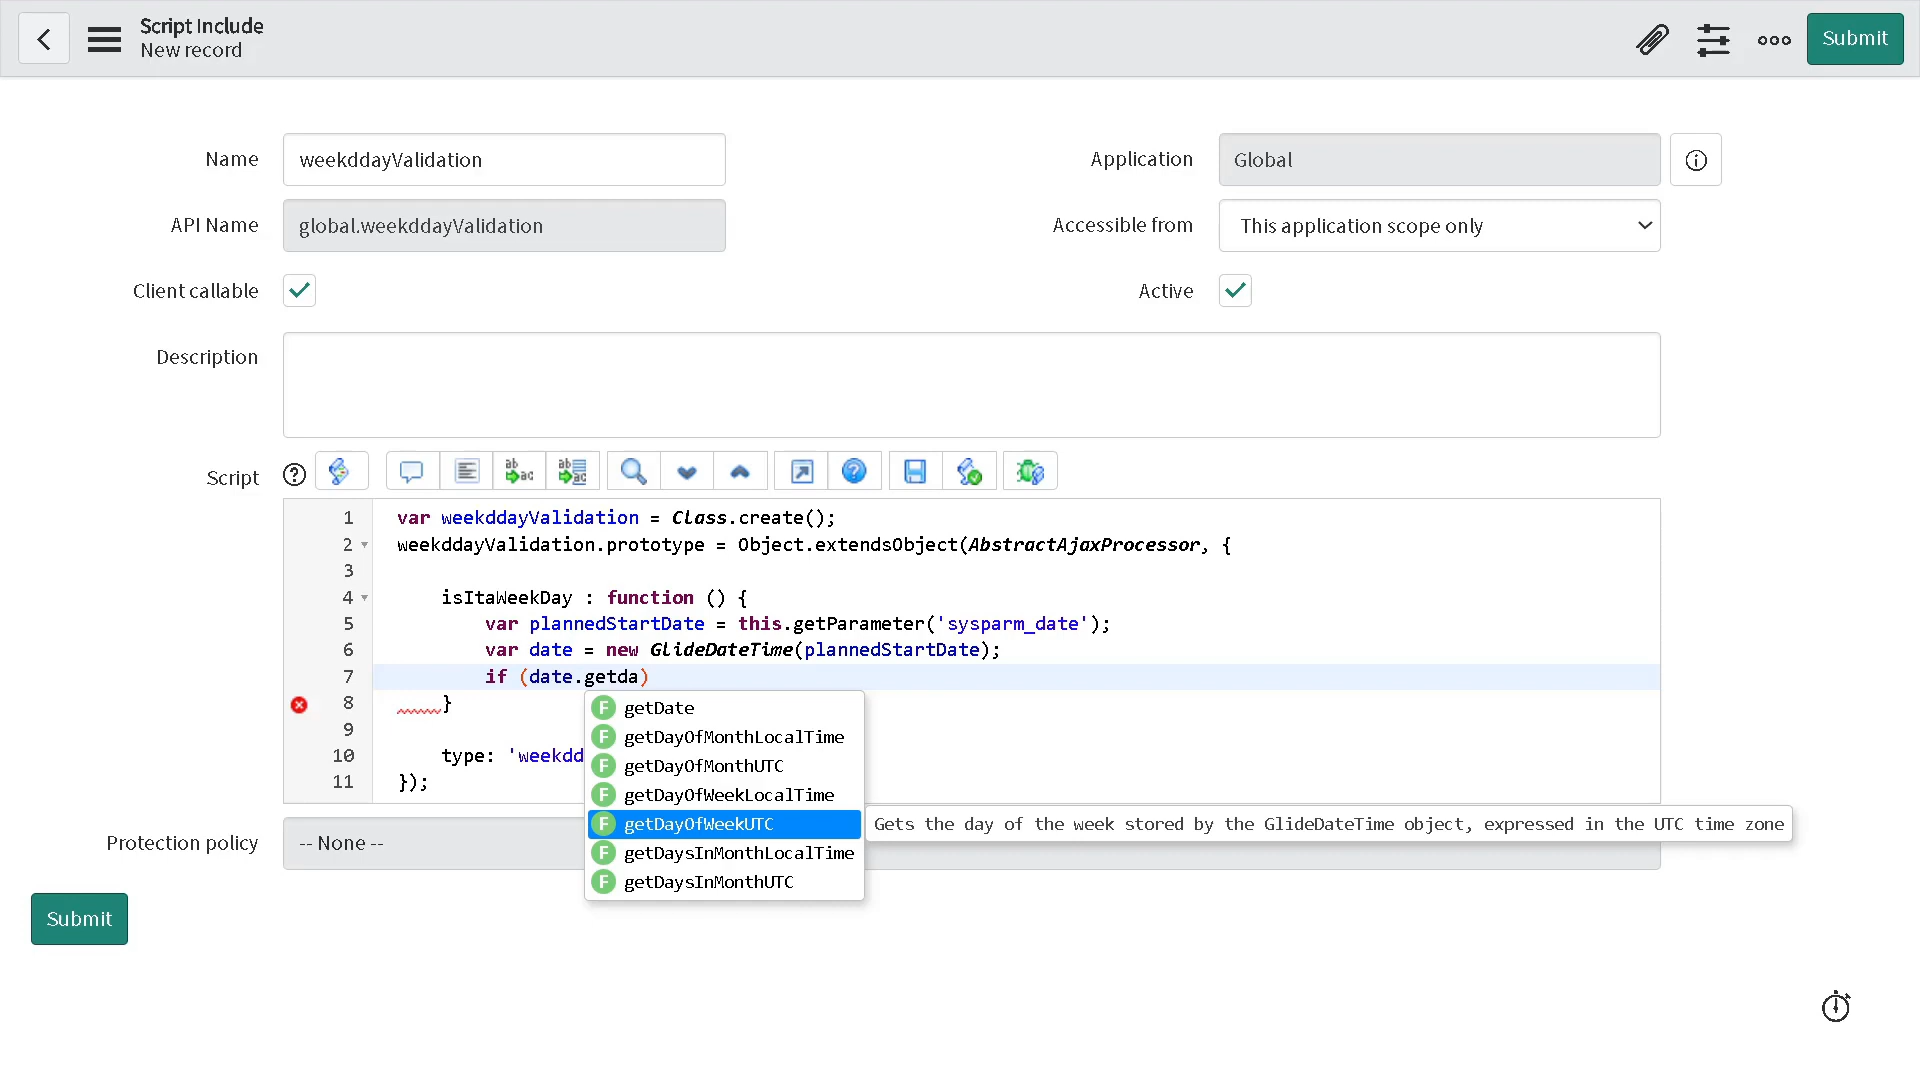 Script Include
New record
Submit
Name
weekddayValidation
Application
Global
API Name
global.weekddayValidation
Accessible from
This application scope only
Client callable
Active
Description
Script
1 var weekddayValidation = Class.create();
2 weekddayValidation.prototype = Object.extendsObject(AbstractAjaxProcessor, {
3
4 isItaWeekDay : function () {
5 var plannedStartDate = this.getParameter('sysparm_date');
6 var date = new GlideDateTime(plannedStartDate);
7 if (date.getda)
8 }
9
10 type: 'weekdd
11 });
F getDate
F getDayOfMonthLocalTime
F getDayOfMonthUTC
F getDayOfWeekLocalTime
F getDayOfWeekUTC
Gets the day of the week stored by the GlideDateTime object, expressed in the UTC time zone
F getDaysInMonthLocalTime
F getDaysInMonthUTC
Protection policy
-- None --
Submit